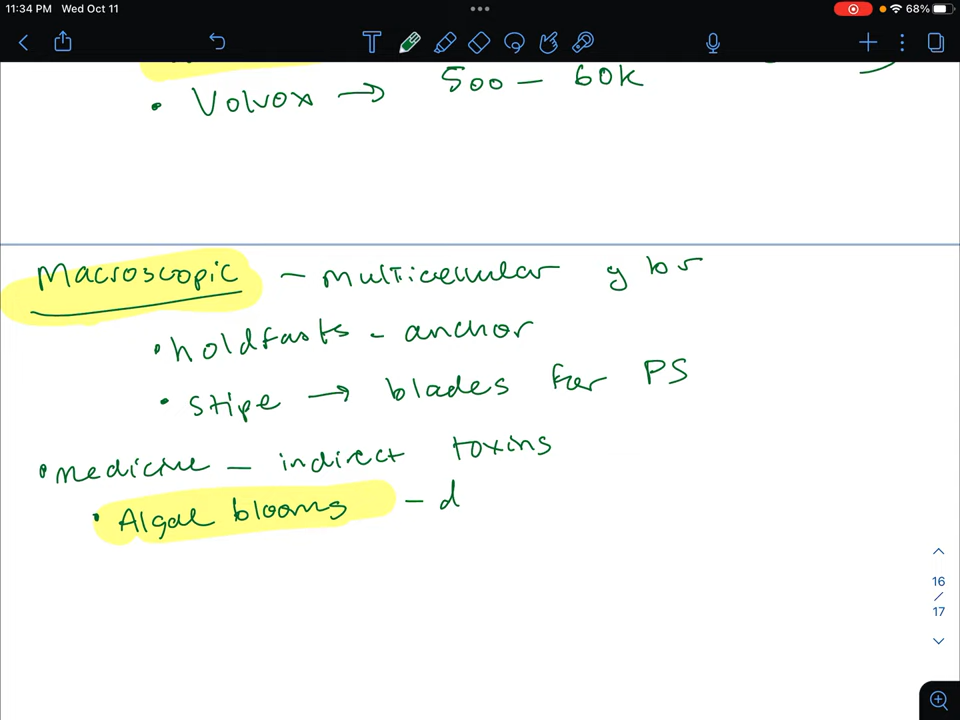 11:34 PM Wed Oct 11
68%
T
• Volvox → 500 – 60k
Macroscopic – multicellular g br r
• holdfasts – anchor
• stipe → blades for PS
• medicine – indirect toxins
• Algal blooms – d
16
/
17